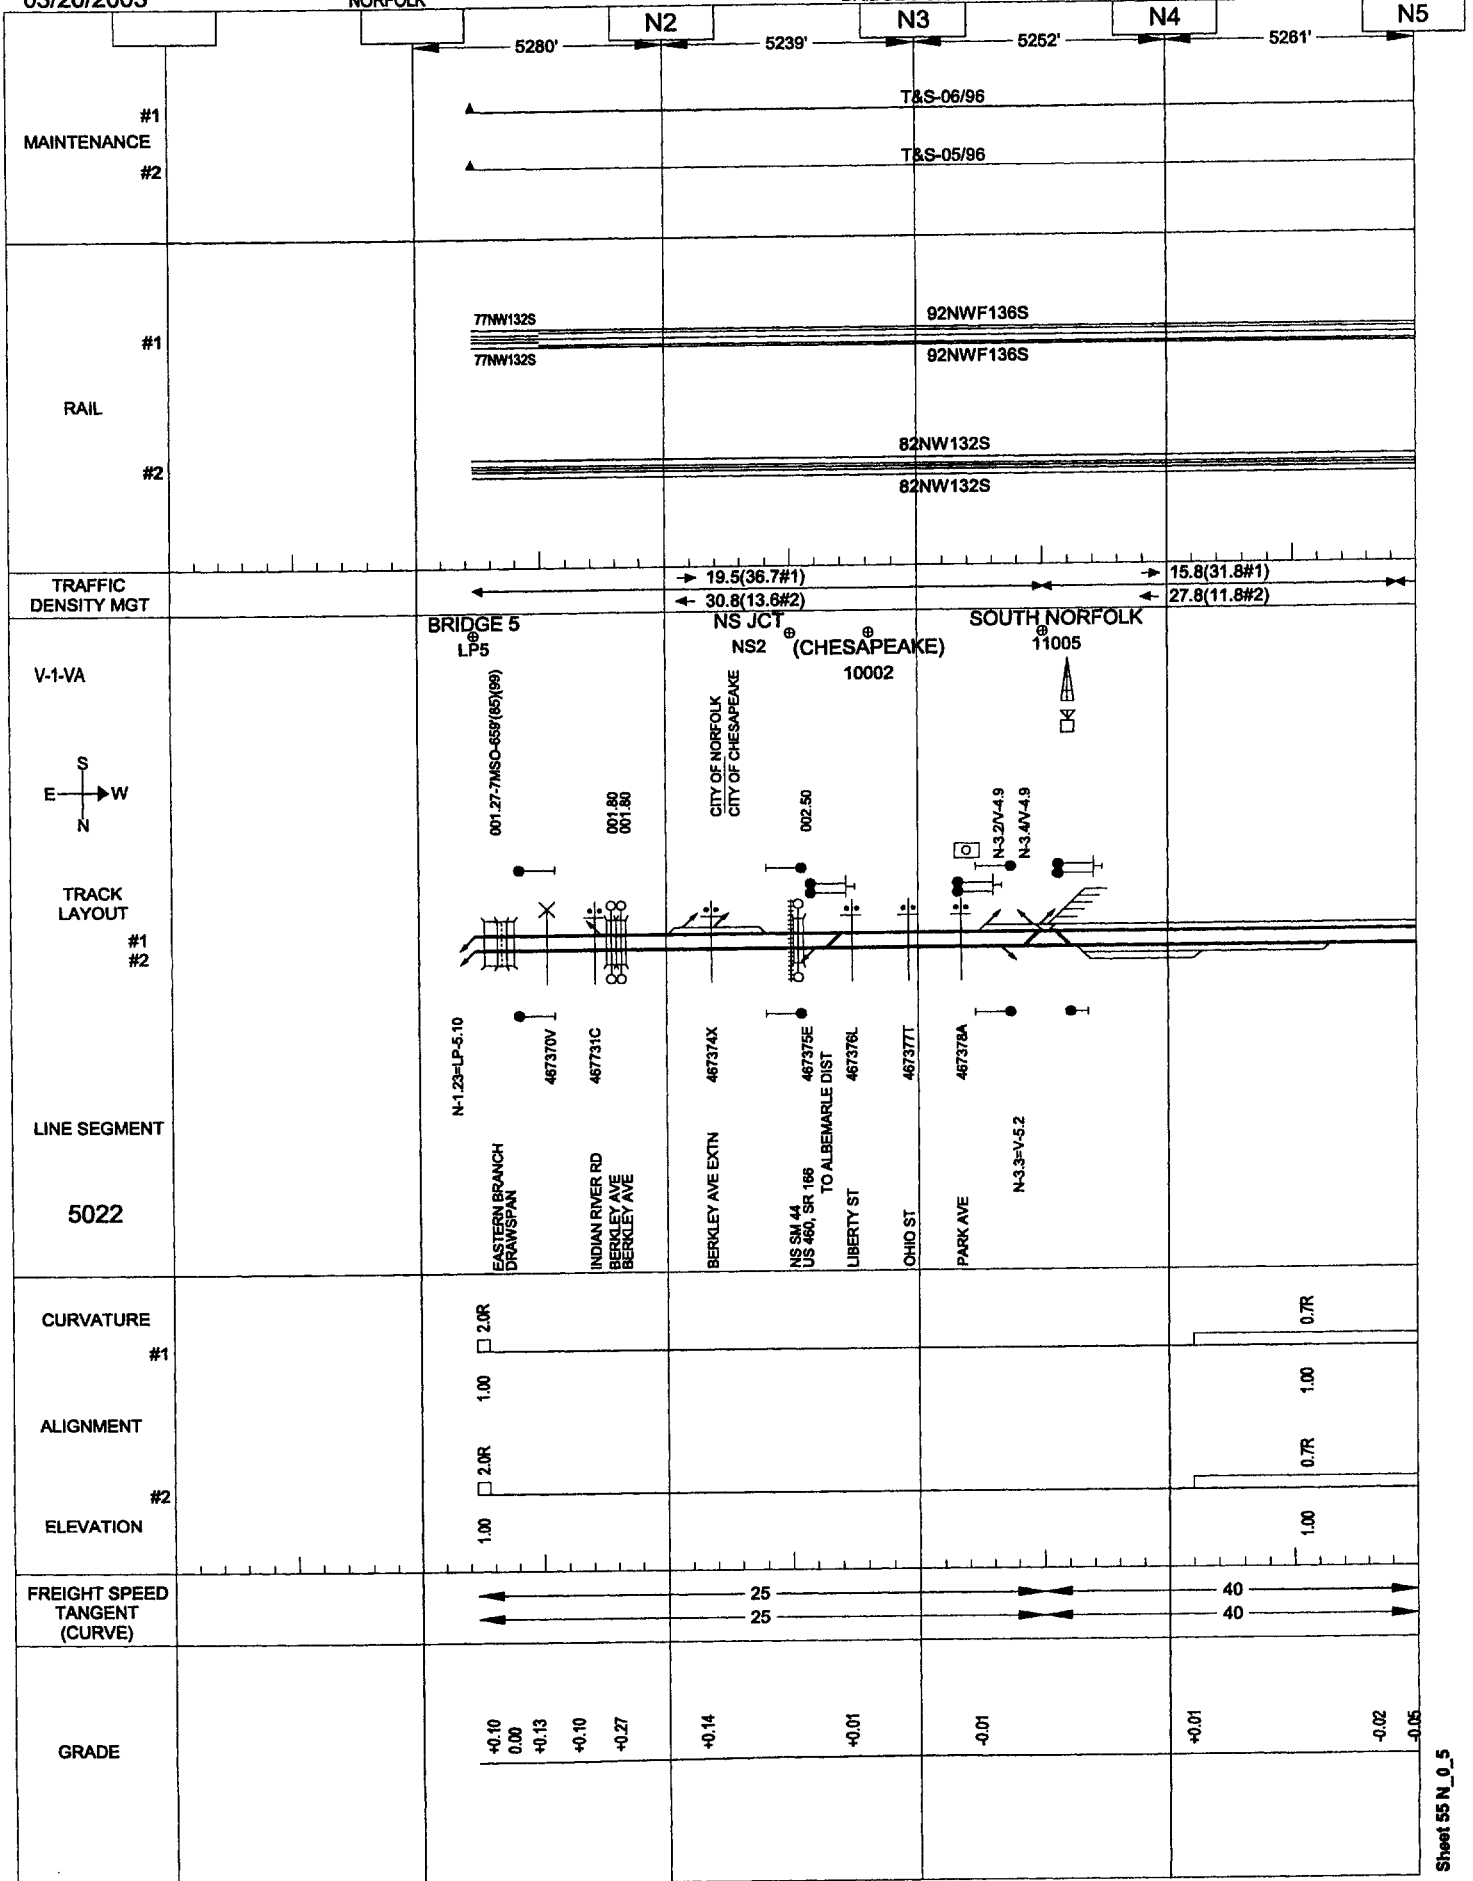 NORFOLK
N2
N3
N4
N5
5280'
5239'
5252'
5261'
#1
MAINTENANCE
#2
T&S-06/96
T&S-05/96
77NW132S
92NWF136S
#1
77NW132S
92NWF136S
RAIL
82NW132S
#2
82NW132S
TRAFFIC
DENSITY MGT
19.5(36.7#1)
30.8(13.6#2)
15.8(31.8#1)
27.8(11.8#2)
BRIDGE 5
LP5
NS JCT
NS2
(CHESAPEAKE)
10002
SOUTH NORFOLK
11005
V-1-VA
S
E
W
N
001.27-7MSO-659'(85)(99)
001.80
001.80
CITY OF NORFOLK
CITY OF CHESAPEAKE
002.50
N-3.2/V-4.9
N-3.4/V-4.9
TRACK
LAYOUT
#1
#2
N-1.23=LP-5.10
467370V
467731C
467374X
467375E
TO ALBEMARLE DIST
467376L
467377T
467378A
N-3.3=V-5.2
LINE SEGMENT
5022
EASTERN BRANCH
DRAWSPAN
INDIAN RIVER RD
BERKLEY AVE
BERKLEY AVE
BERKLEY AVE EXTN
NS SM 44
US 460, SR 166
LIBERTY ST
OHIO ST
PARK AVE
CURVATURE
#1
2.0R
0.7R
1.00
1.00
ALIGNMENT
2.0R
0.7R
#2
ELEVATION
1.00
1.00
FREIGHT SPEED
TANGENT
(CURVE)
25
40
25
40
GRADE
+0.10
0.00
+0.13
+0.10
+0.27
+0.14
+0.01
-0.01
+0.01
-0.02
-0.05
Sheet 55 N_0_5